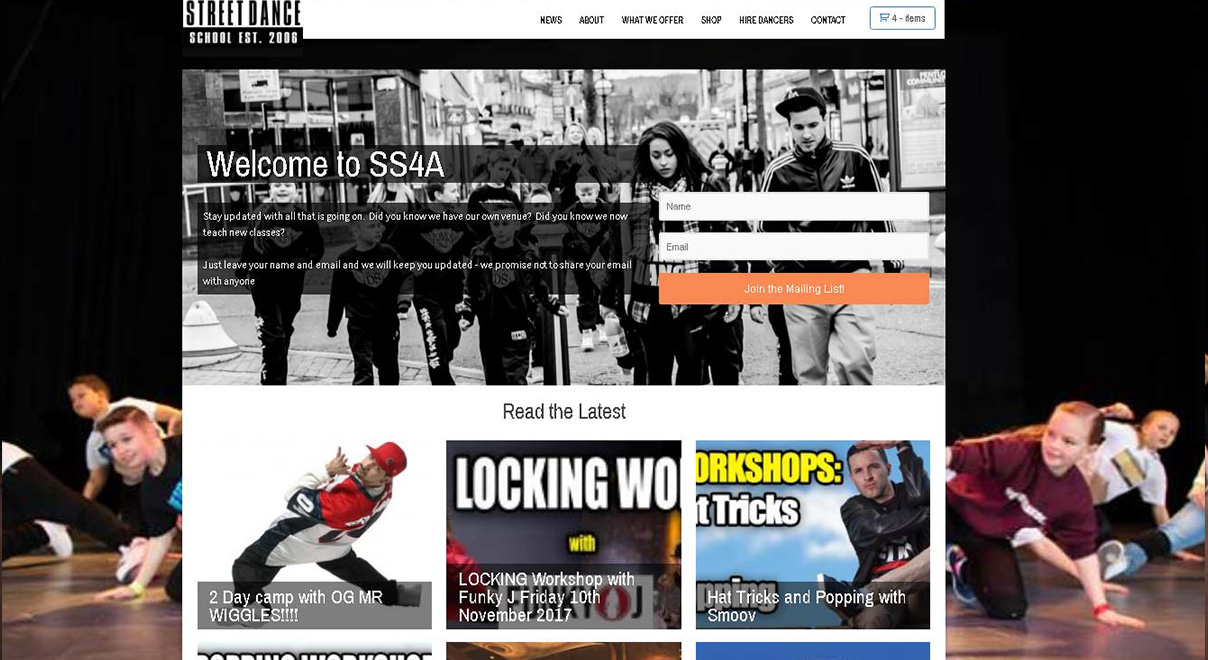 STREET DANCE
SCHOOL EST. 2006
NEWS ABOUT WHAT WE OFFER SHOP HIRE DANCERS CONTACT 4 - items
Welcome to SS4A
Stay updated with all that is going on. Did you know we have our own venue? Did you know we now
teach new classes?
Just leave your name and email and we will keep you updated - we promise not to share your email
with anyone
Name
Email
Join the Mailing List!
Read the Latest
LOCKING WO
with
ORKSHOPS:
t Tricks
pping
2 Day camp with OG MR
WIGGLES!!!!
LOCKING Workshop with
Funky J Friday 10th
November 2017
Hat Tricks and Popping with
Smoov